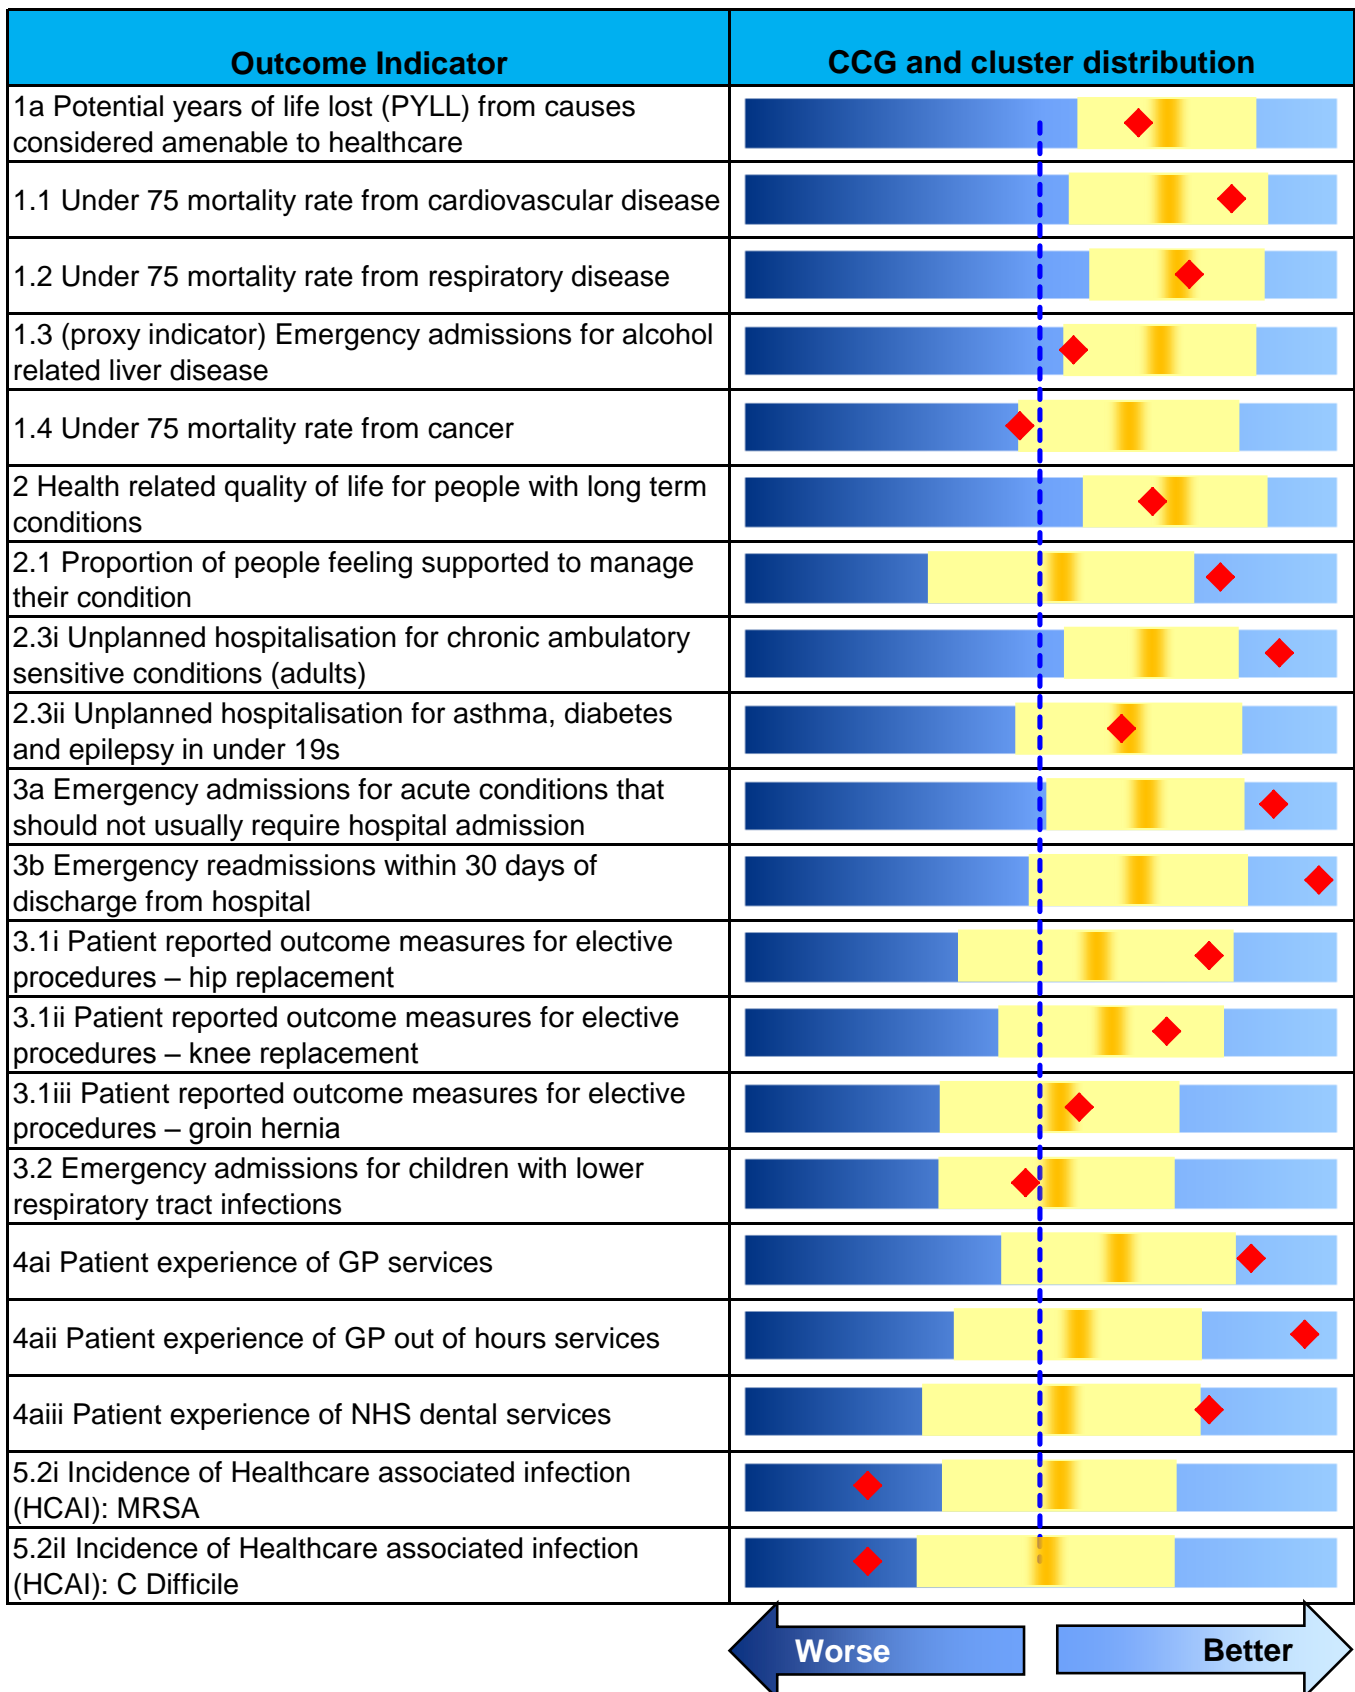 Outcome Indicator
CCG and cluster distribution
1a Potential years of life lost (PYLL) from causes
considered amenable to healthcare
1.1 Under 75 mortality rate from cardiovascular disease
1.2 Under 75 mortality rate from respiratory disease
1.3 (proxy indicator) Emergency admissions for alcohol
related liver disease
1.4 Under 75 mortality rate from cancer
2 Health related quality of life for people with long term
conditions
2.1 Proportion of people feeling supported to manage
their condition
2.3i Unplanned hospitalisation for chronic ambulatory
sensitive conditions (adults)
2.3ii Unplanned hospitalisation for asthma, diabetes
and epilepsy in under 19s
3a Emergency admissions for acute conditions that
should not usually require hospital admission
3b Emergency readmissions within 30 days of
discharge from hospital
3.1i Patient reported outcome measures for elective
procedures – hip replacement
3.1ii Patient reported outcome measures for elective
procedures – knee replacement
3.1iii Patient reported outcome measures for elective
procedures – groin hernia
3.2 Emergency admissions for children with lower
respiratory tract infections
4ai Patient experience of GP services
4aii Patient experience of GP out of hours services
4aiii Patient experience of NHS dental services
5.2i Incidence of Healthcare associated infection
(HCAI): MRSA
5.2iI Incidence of Healthcare associated infection
(HCAI): C Difficile
Worse
Better